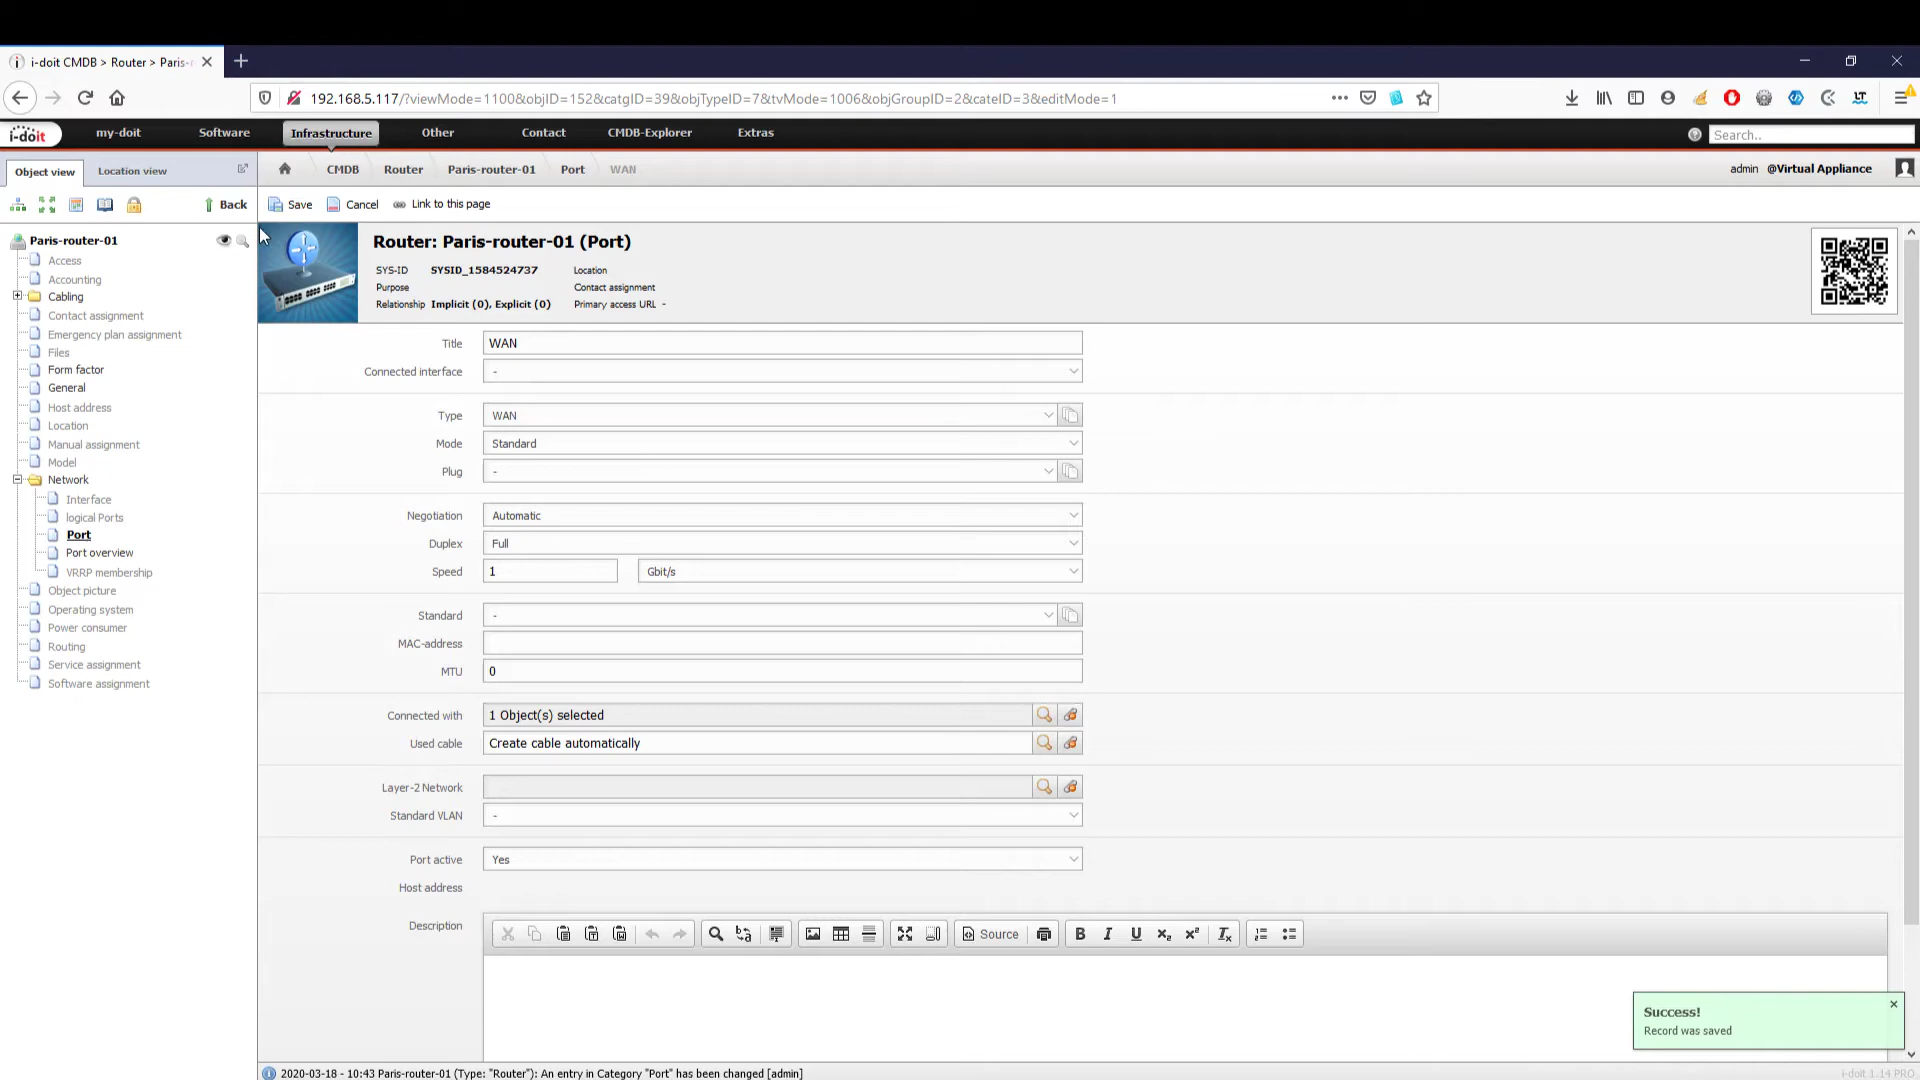 i-doit CMDB > Router > Paris-r
192.168.5.117/?viewMode=1100&objID=152&catgID=39&objTypeID=7&tvMode=1006&objGroupID=2&cateID=3&editMode=1
i-doit my-doit Software Infrastructure Other Contact CMDB-Explorer Extras Search..
Object view Location view CMDB Router Paris-router-01 Port WAN admin @Virtual Appliance
Back Save Cancel Link to this page
Paris-router-01
Access
Accounting
Cabling
Contact assignment
Emergency plan assignment
Files
Form factor
General
Host address
Location
Manual assignment
Model
Network
Interface
logical Ports
Port
Port overview
VRRP membership
Object picture
Operating system
Power consumer
Routing
Service assignment
Software assignment
Router: Paris-router-01 (Port)
SYS-ID SYSID_1584524737 Location
Purpose Contact assignment
Relationship Implicit (0), Explicit (0) Primary access URL -
Title WAN
Connected interface -
Type WAN
Mode Standard
Plug -
Negotiation Automatic
Duplex Full
Speed 1 Gbit/s
Standard -
MAC-address
MTU 0
Connected with 1 Object(s) selected
Used cable Create cable automatically
Layer-2 Network
Standard VLAN -
Port active Yes
Host address
Description
Source
Success!
Record was saved
2020-03-18 - 10:43 Paris-router-01 (Type: "Router"): An entry in Category "Port" has been changed [admin]
i-doit 1.14 PRO